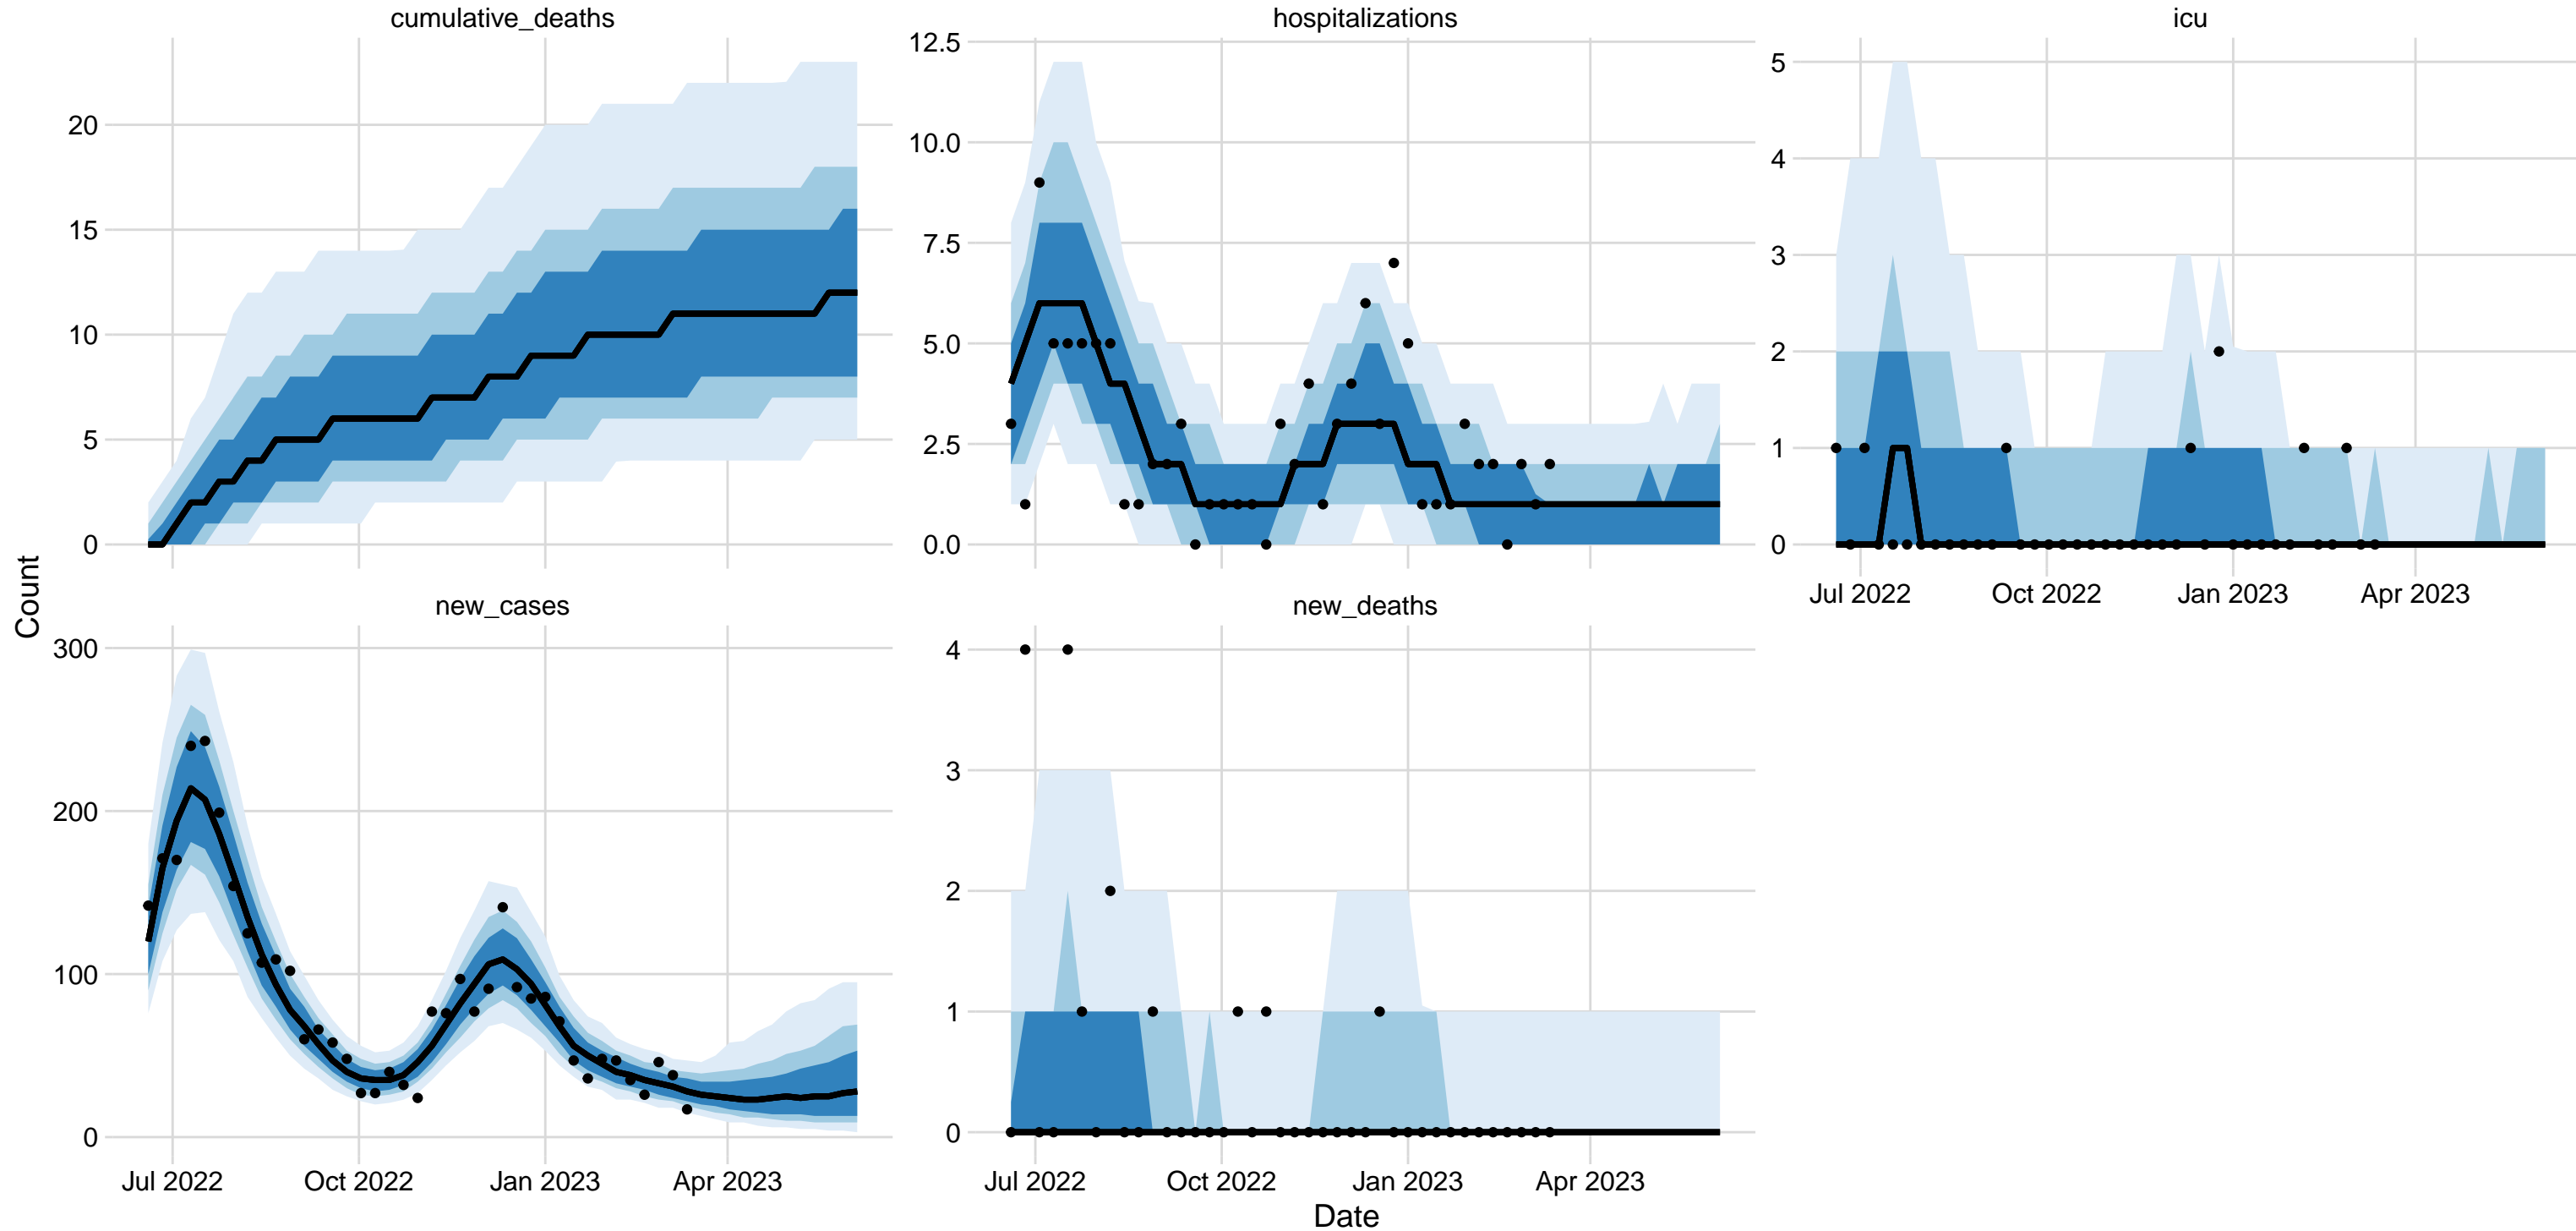 cumulative_deaths
hospitalizations
icu
20
15
10
5
0
12.5
10.0
7.5
5.0
2.5
0.0
5
4
3
2
1
0
Jul 2022 Oct 2022 Jan 2023 Apr 2023
Count
new_cases
new_deaths
300
200
100
0
4
3
2
1
0
Jul 2022 Oct 2022 Jan 2023 Apr 2023
Jul 2022 Oct 2022 Jan 2023 Apr 2023
Date